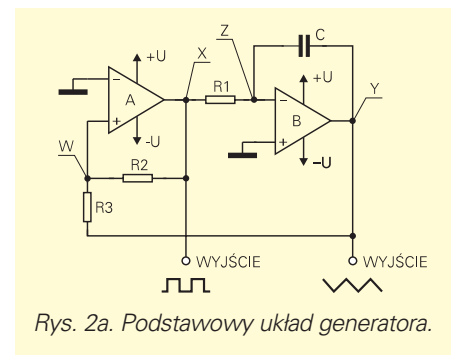 Z C
+U +U
X Y
R1
A B
-U –U
W R2
R3
WYJŚCIE WYJŚCIE
Rys. 2a. Podstawowy układ generatora.